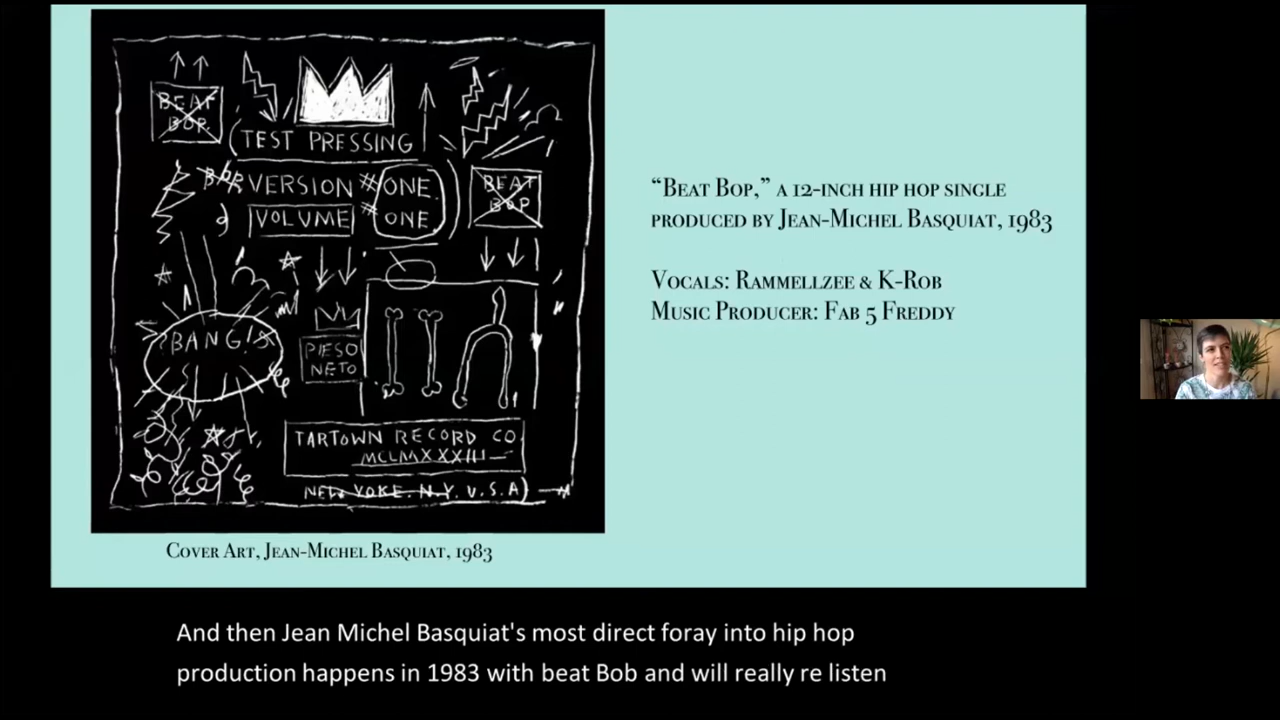 BEAT
BOP.
TEST PRESSING
VERSION # ONE
VOLUME # ONE
BEAT
BOP
BANG!
PIESO
NETO
TARTOWN RECORD CO
MCLMXXXIII
NEW YOKE. N.Y. U.S.A
COVER ART, JEAN-MICHEL BASQUIAT, 1983
“BEAT BOP,” A 12-INCH HIP HOP SINGLE
PRODUCED BY JEAN-MICHEL BASQUIAT, 1983
VOCALS: RAMMELLZEE & K-ROB
MUSIC PRODUCER: FAB 5 FREDDY
And then Jean Michel Basquiat's most direct foray into hip hop
production happens in 1983 with beat Bob and will really re listen